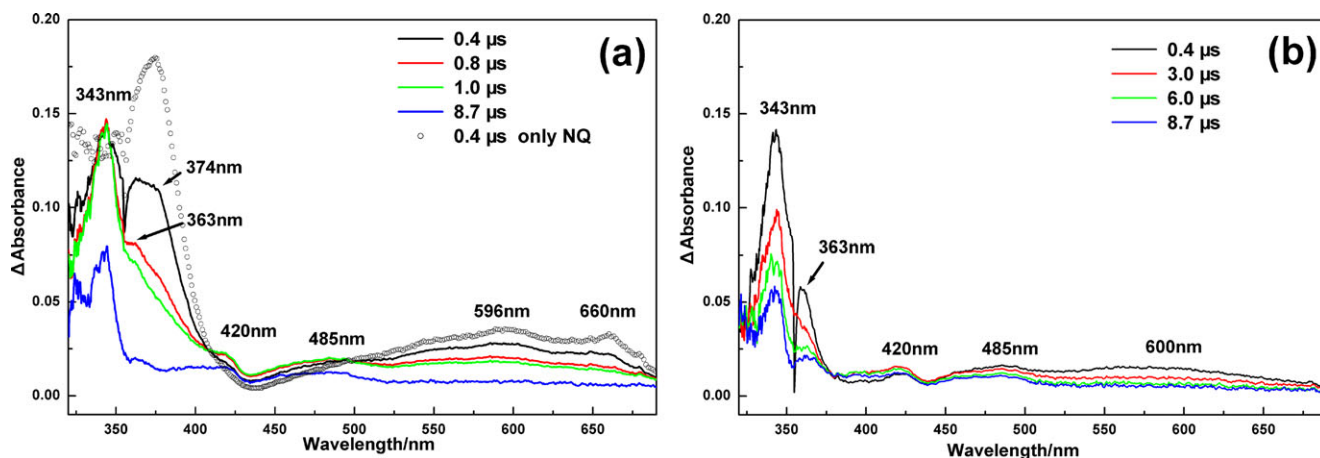 (a)
0.20
0.15
0.10
0.05
0.00
ΔAbsorbance
350 400 450 500 550 600 650
Wavelength/nm
0.4 μs
0.8 μs
1.0 μs
8.7 μs
0.4 μs only NQ
343nm
374nm
363nm
420nm
485nm
596nm
660nm
(b)
0.20
0.15
0.10
0.05
0.00
ΔAbsorbance
350 400 450 500 550 600 650
Wavelength/nm
0.4 μs
3.0 μs
6.0 μs
8.7 μs
343nm
363nm
420nm
485nm
600nm